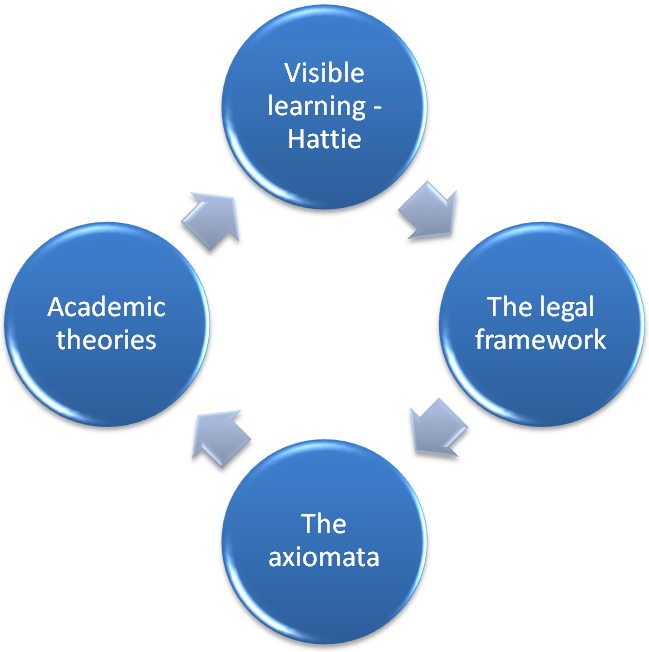 Visible
learning -
Hattie
The legal
framework
The
axiomata
Academic
theories